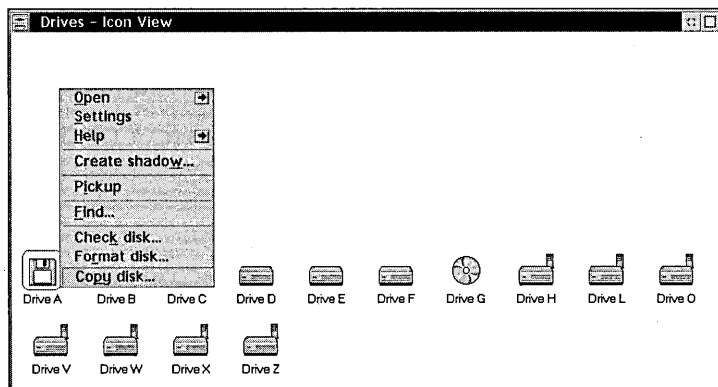 Drives - Icon View
Open
Settings
Help
Create shadow...
Pickup
Find...
Check disk...
Format disk...
Copy disk...
Drive A Drive B Drive C Drive D Drive E Drive F Drive G Drive H Drive L Drive O
Drive V Drive W Drive X Drive Z